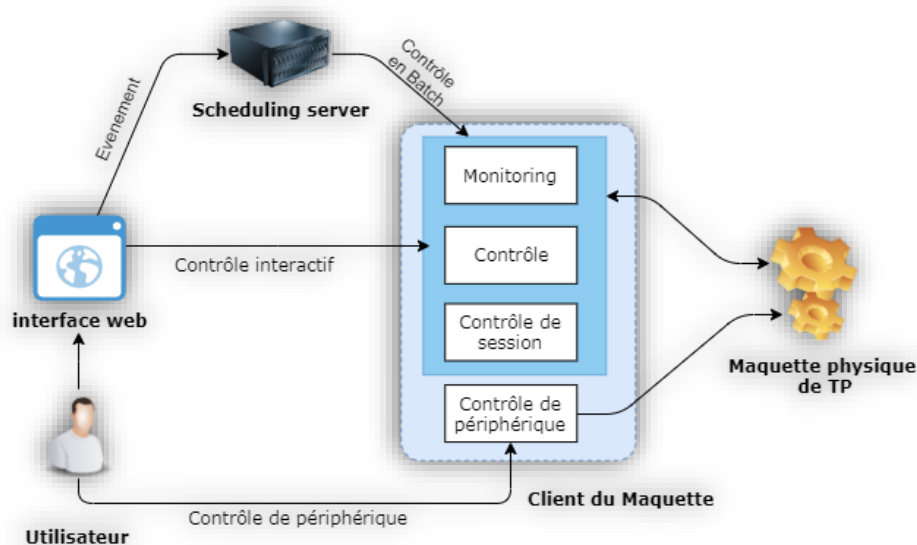 Contrôle
en Batch
Evenement
Scheduling server
Monitoring
Contrôle interactif
Contrôle
interface web
Contrôle de
session
Maquette physique
de TP
Contrôle de
périphérique
Client du Maquette
Contrôle de périphérique
Utilisateur